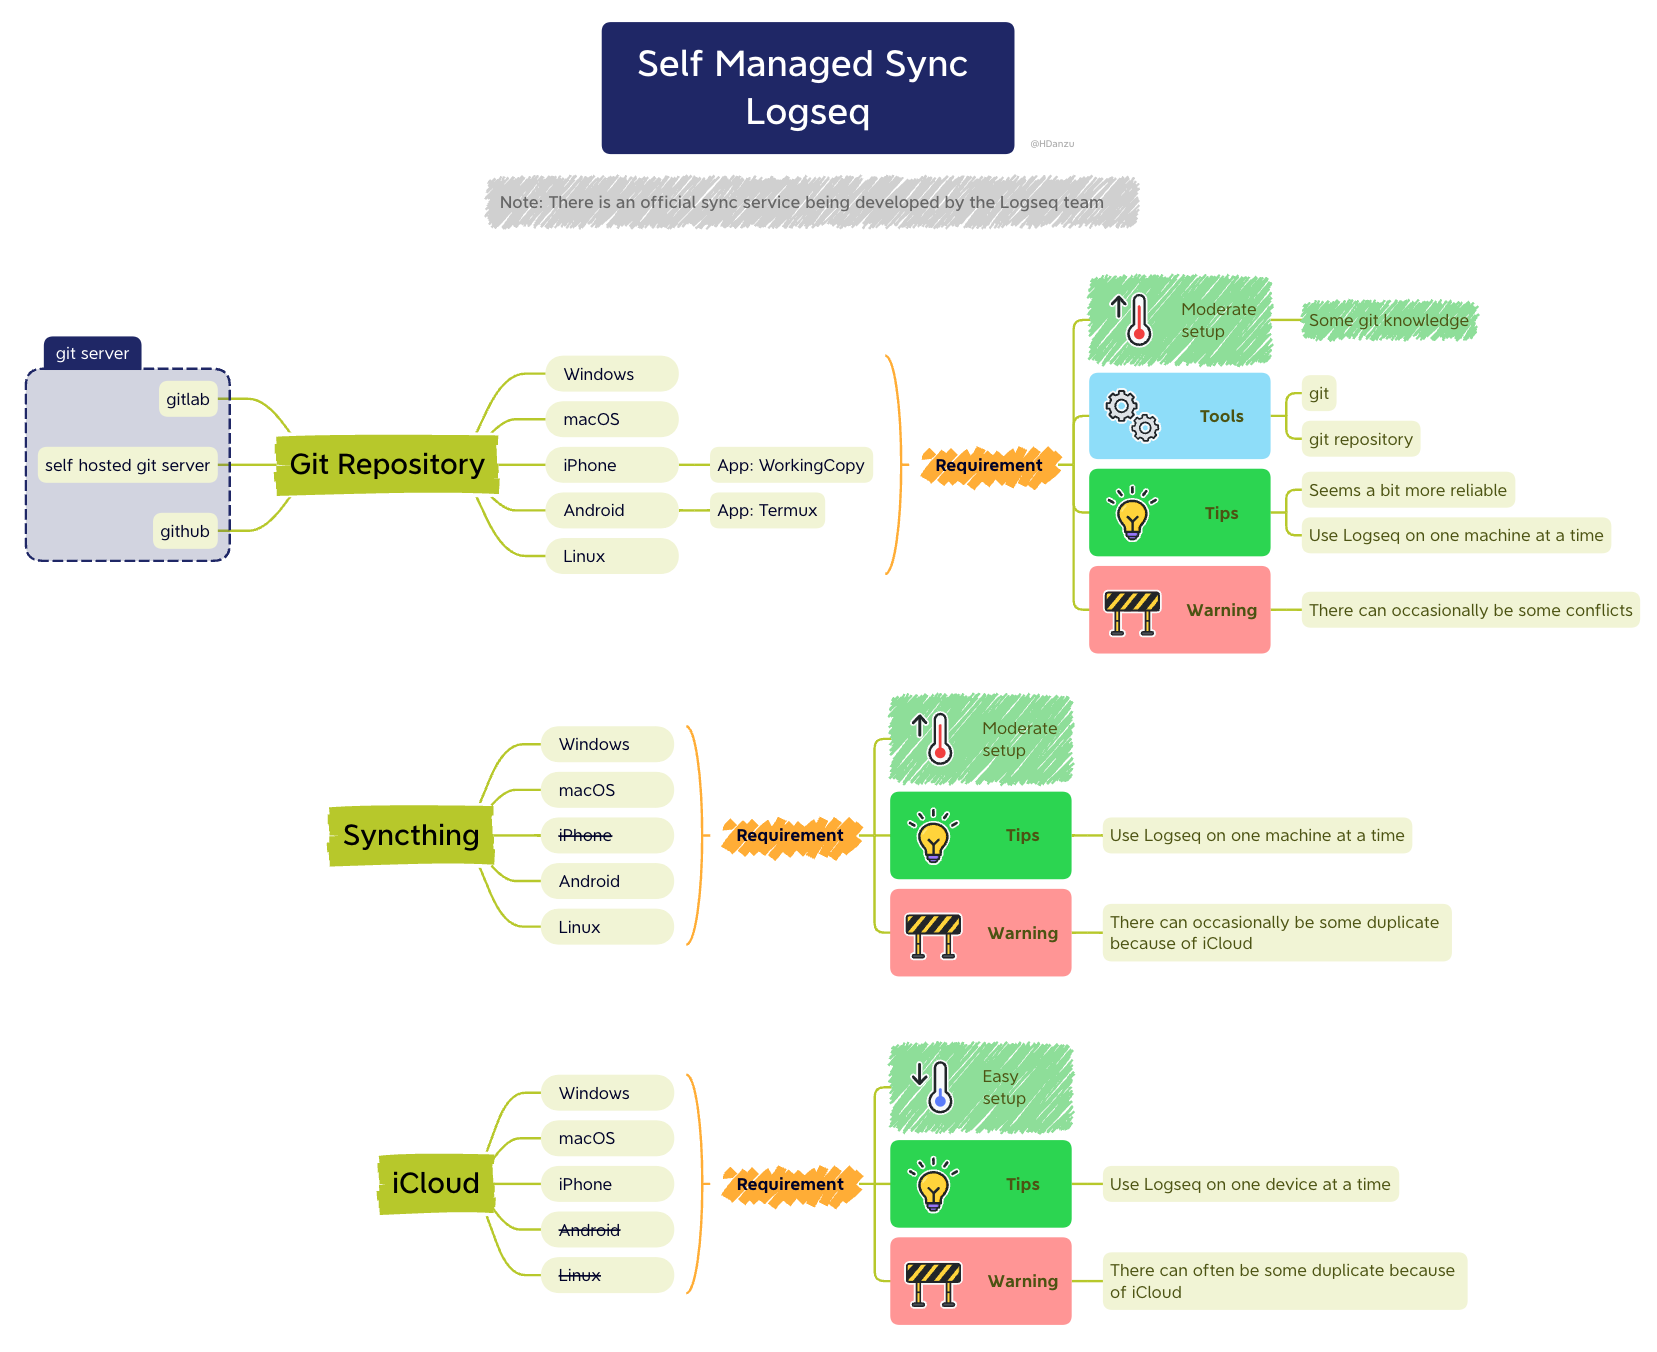 Self Managed Sync
Logseq
@HDanzu
Note: There is an official sync service being developed by the Logseq team
git server
gitlab
self hosted git server
github
Git Repository
Windows
macOS
iPhone
App: WorkingCopy
Android
App: Termux
Linux
Requirement
Moderate
setup
Some git knowledge
Tools
git
git repository
Tips
Seems a bit more reliable
Use Logseq on one machine at a time
Warning
There can occasionally be some conflicts
Syncthing
Windows
macOS
iPhone
Android
Linux
Requirement
Moderate
setup
Tips
Use Logseq on one machine at a time
Warning
There can occasionally be some duplicate
because of iCloud
iCloud
Windows
macOS
iPhone
Android
Linux
Requirement
Easy
setup
Tips
Use Logseq on one device at a time
Warning
There can often be some duplicate because
of iCloud